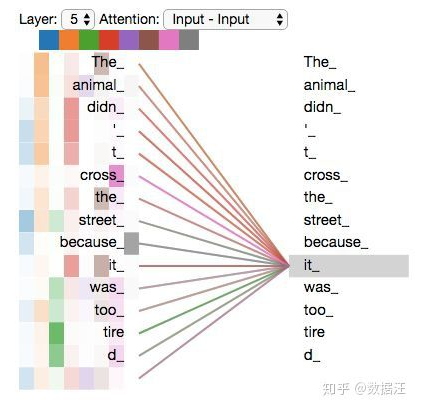 Layer: 5 Attention: Input - Input
The_ The_
animal_ animal_
didn_ didn_
'_ '_
t_ t_
cross_ cross_
the_ the_
street_ street_
because_ because_
it_ it_
was_ was_
too_ too_
tire tire
d_ d_
知乎 @数据汪